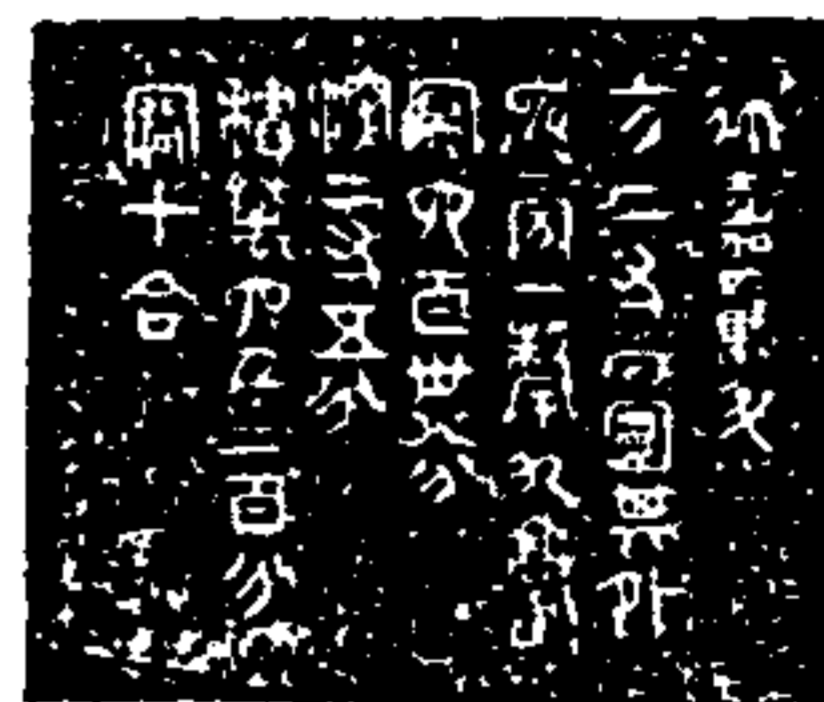 律嘉量升
方二寸而圜其外
庣旁一釐九豪
冥六百卌八分
深二寸五分
積萬六千二百分
容十合